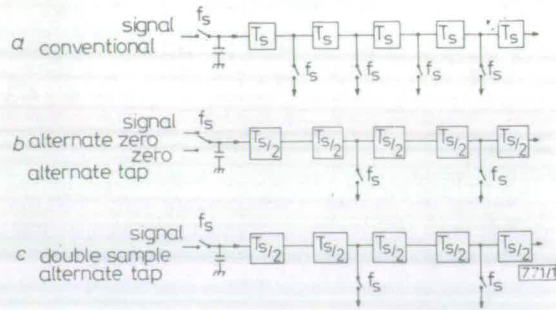 signal fs
a conventional Ts Ts Ts Ts Ts
fs fs fs fs
signal fs
b alternate zero
zero Ts/2 Ts/2 Ts/2 Ts/2 Ts/2
alternate tap fs fs
signal fs
c double sample Ts/2 Ts/2 Ts/2 Ts/2 Ts/2
alternate tap fs fs 771/1